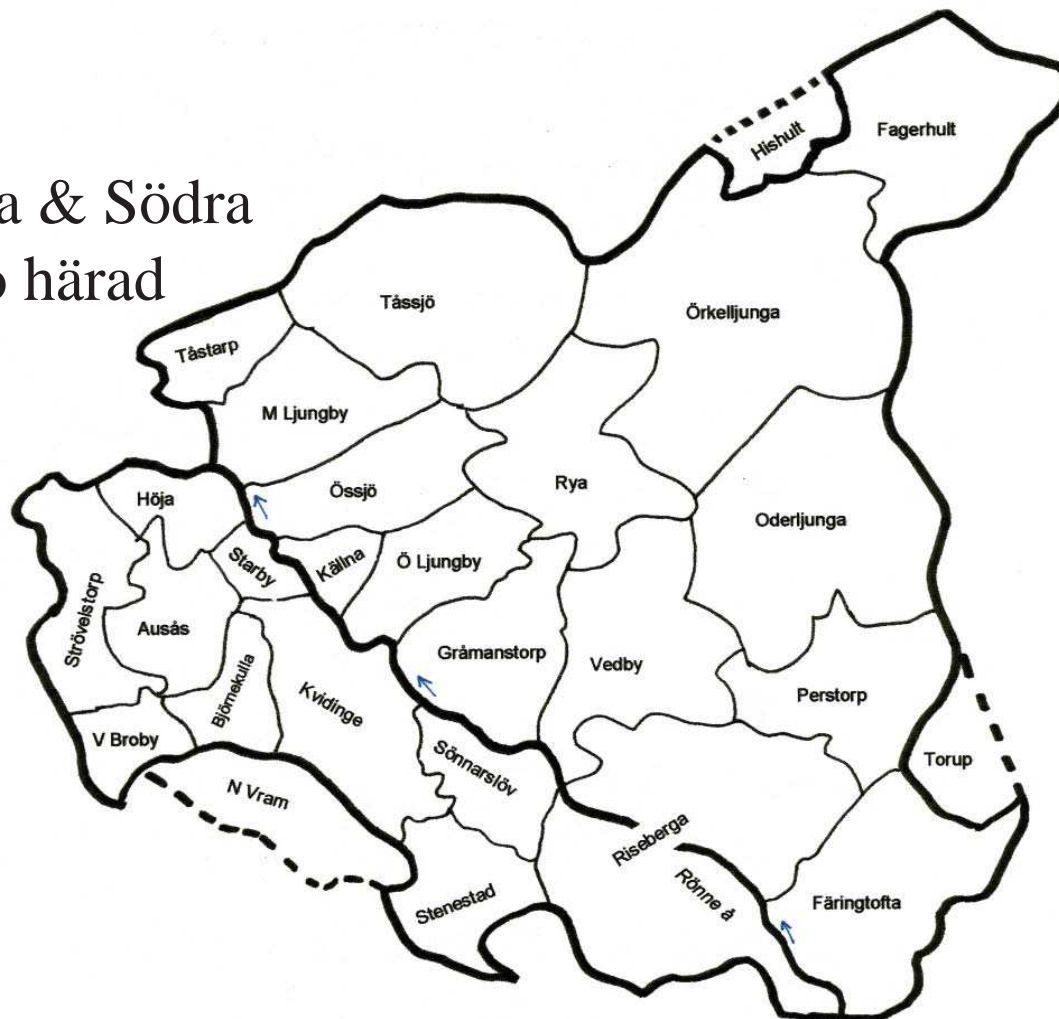 & Södra
härad
Hishult
Fagerhult
Tåssjö
Örkelljunga
Tåstarp
M Ljungby
Össjö
Rya
Höja
Oderljunga
Starby
Källna
Ö Ljungby
Strövelstorp
Ausås
Gråmanstorp
Vedby
Björnekulla
Kvidinge
Perstorp
V Broby
Sönnarslöv
Torup
N Vram
Riseberga
Rönne å
Stenestad
Färingtofta